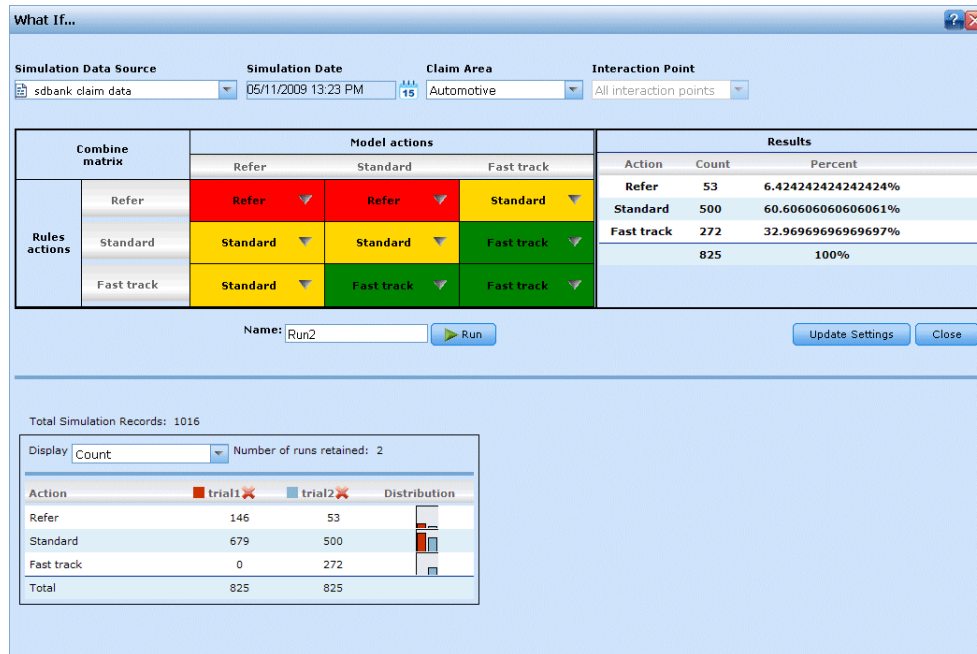 What If...
?
Simulation Data Source Simulation Date Claim Area Interaction Point
sdbank claim data 05/11/2009 13:23 PM 15 Automotive All interaction points
Combine matrix Model actions Results
Refer Standard Fast track Action Count Percent
Rules actions
Refer Refer Refer Standard
Standard Standard Standard Fast track
Fast track Standard Fast track Fast track
Refer 53 6.424242424242424%
Standard 500 60.60606060606061%
Fast track 272 32.96969696969697%
825 100%
Name: Run2 Run Update Settings Close
Total Simulation Records: 1016
Display Count Number of runs retained: 2
Action trial1 trial2 Distribution
Refer 146 53
Standard 679 500
Fast track 0 272
Total 825 825